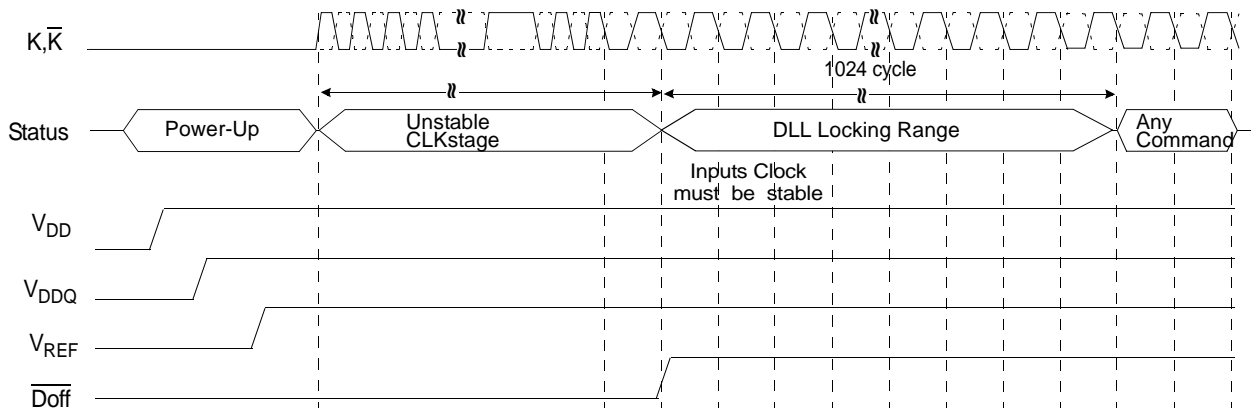 K,K̅
1024 cycle
Status
Power-Up
Unstable
CLKstage
DLL Locking Range
Any
Command
Inputs Clock
must be stable
VDD
VDDQ
VREF
D̅o̅f̅f̅